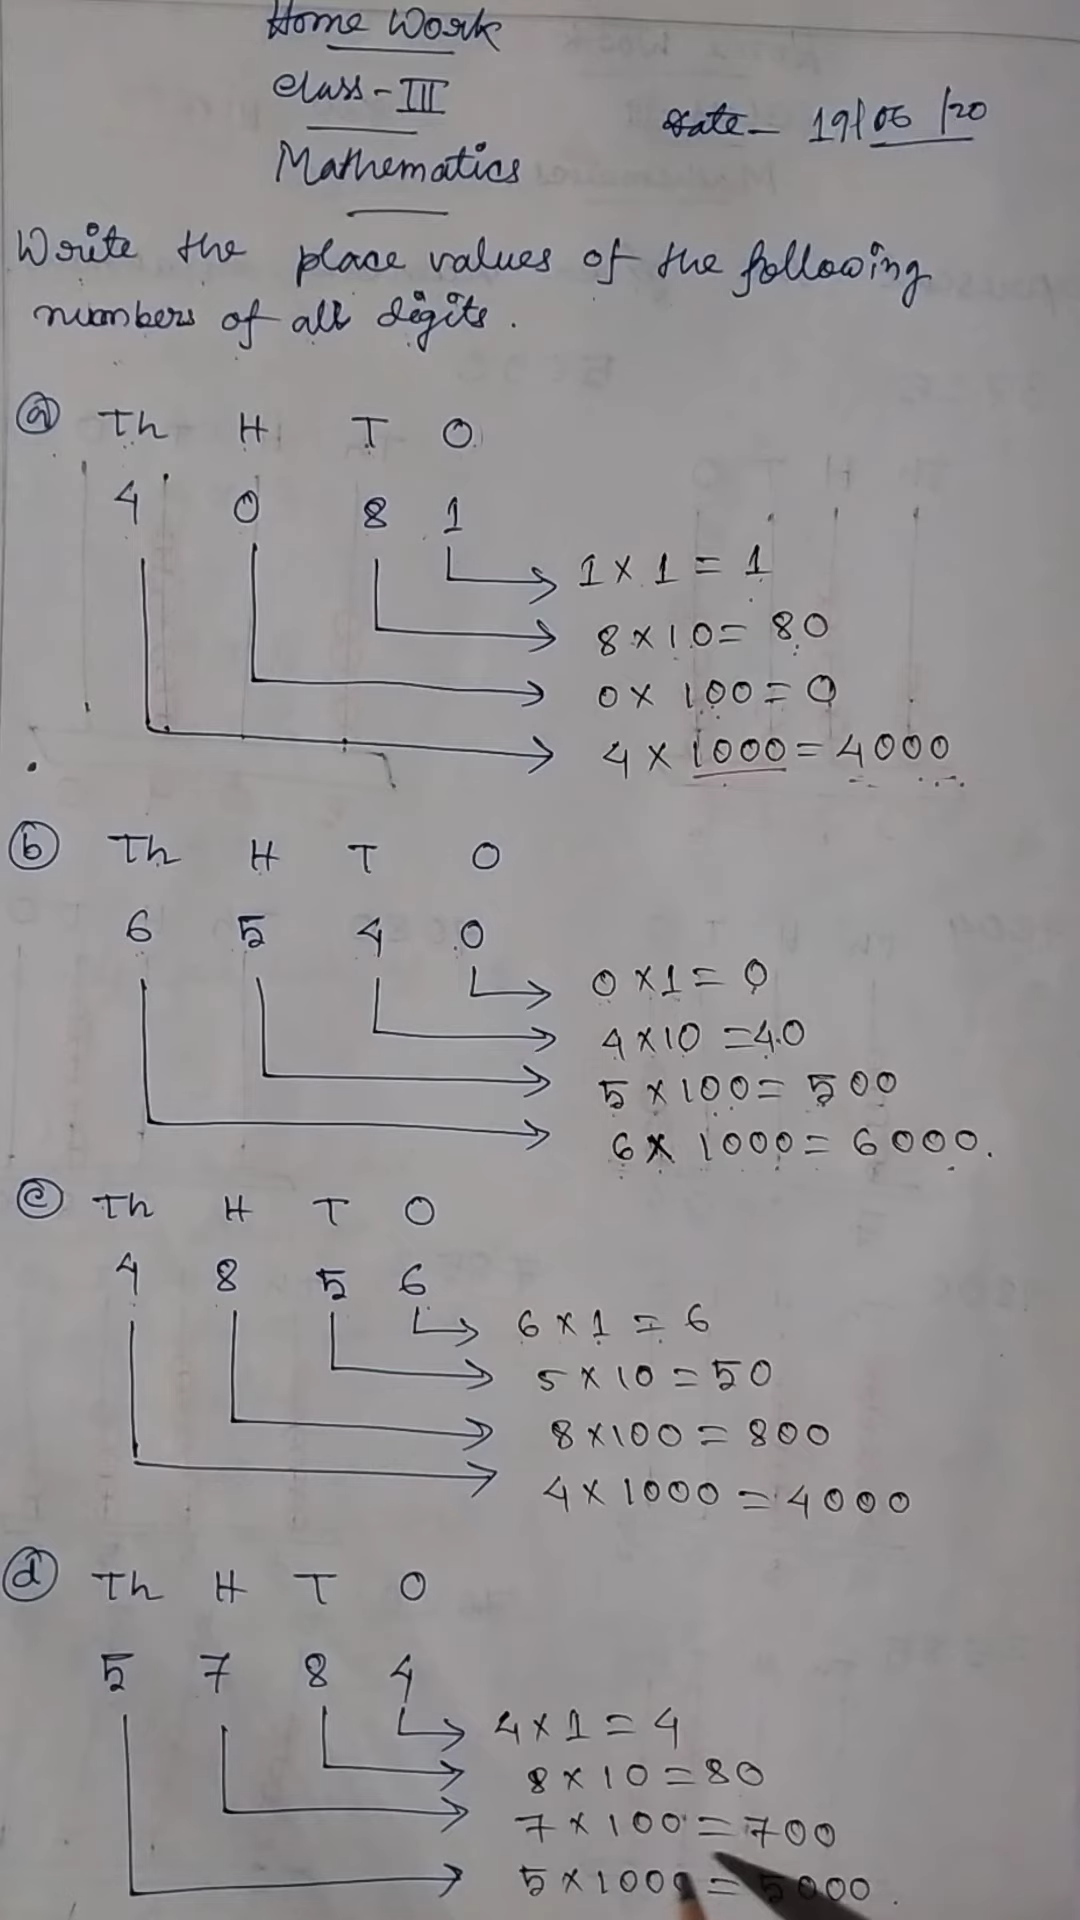 Home Work
Class - III
Date - 19/06/20
Mathematics
Write the place values of the following
numbers of all digits.
(a) Th H T O
4 0 8 1
1 × 1 = 1
8 × 10 = 80
0 × 100 = 0
4 × 1000 = 4000
(b) Th H T O
6 5 4 0
0 × 1 = 0
4 × 10 = 40
5 × 100 = 500
6 × 1000 = 6000.
(c) Th H T O
4 8 5 6
6 × 1 = 6
5 × 10 = 50
8 × 100 = 800
4 × 1000 = 4000
(d) Th H T O
5 7 8 4
4 × 1 = 4
8 × 10 = 80
7 × 100 = 700
5 × 1000 = 5000.